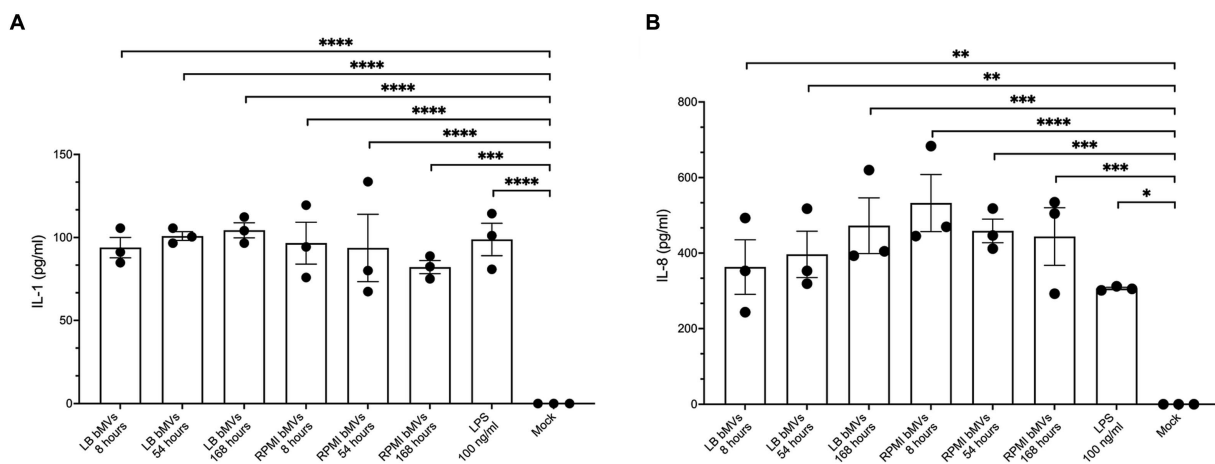 A
****
****
****
****
****
***
****
150
100
50
0
IL-1 (pg/ml)
LB bMVs
8 hours
LB bMVs
54 hours
LB bMVs
168 hours
RPMI bMVs
8 hours
RPMI bMVs
54 hours
RPMI bMVs
168 hours
LPS
100 ng/ml
Mock
B
**
**
***
****
***
***
*
800
600
400
200
0
IL-8 (pg/ml)
LB bMVs
8 hours
LB bMVs
54 hours
LB bMVs
168 hours
RPMI bMVs
8 hours
RPMI bMVs
54 hours
RPMI bMVs
168 hours
LPS
100 ng/ml
Mock